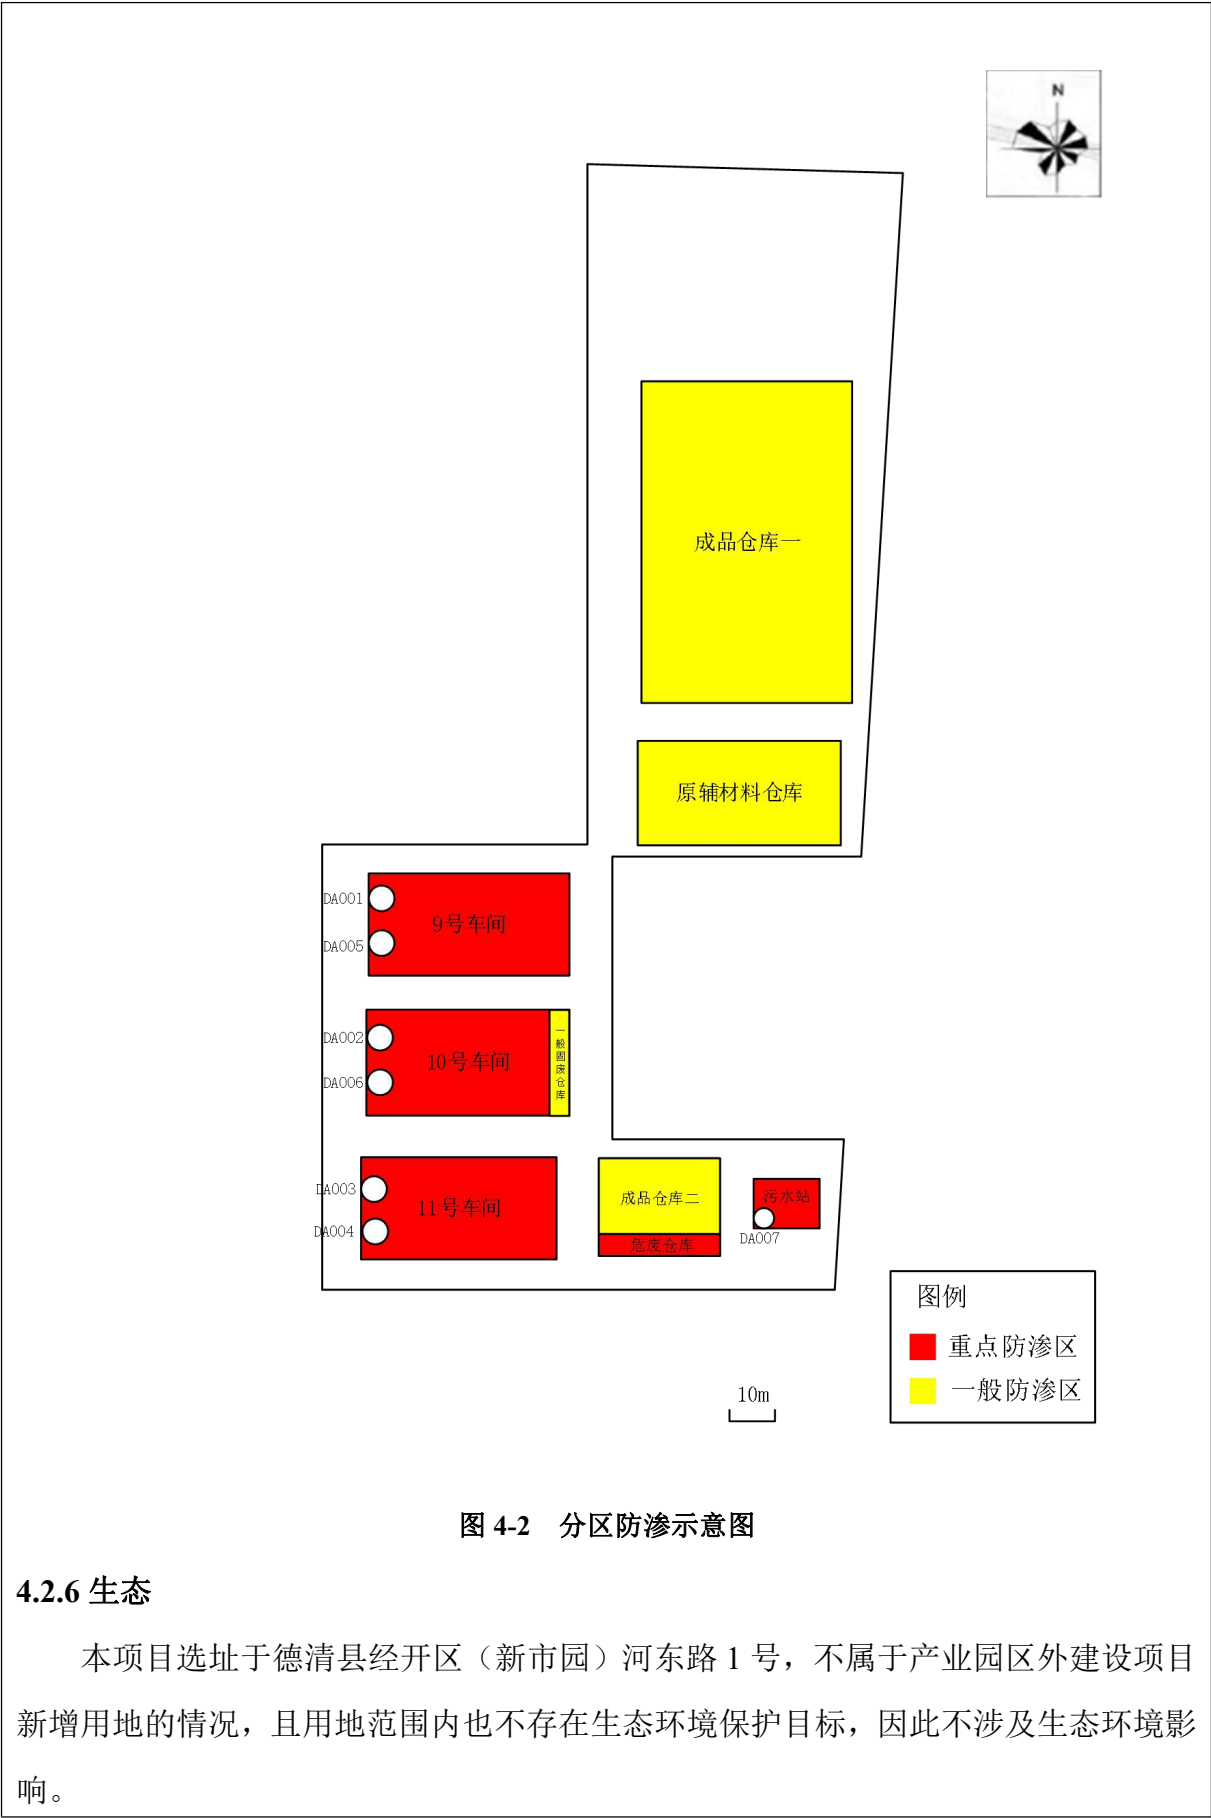 N
成品仓库一
原辅材料仓库
DA001
9号车间
DA005
DA002
10号车间
一般固废仓库
DA006
DA003
11号车间
DA004
成品仓库二
危废仓库
污水站
DA007
图例
重点防渗区
一般防渗区
10m
图 4-2 分区防渗示意图
4.2.6 生态
本项目选址于德清县经开区（新市园）河东路 1 号，不属于产业园区外建设项目
新增用地的情况，且用地范围内也不存在生态环境保护目标，因此不涉及生态环境影
响。